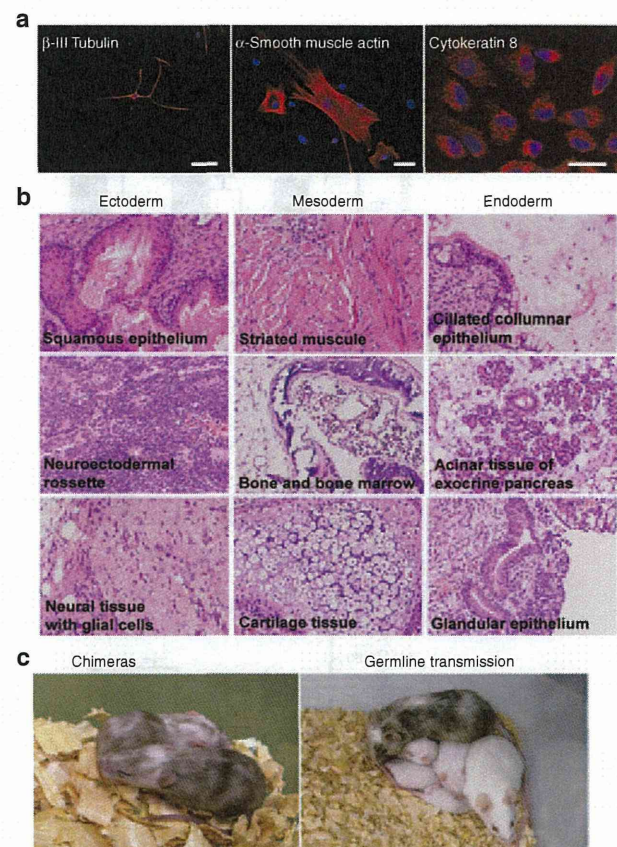 a
β-III Tubulin
α-Smooth muscle actin
Cytokeratin 8
b
Ectoderm
Mesoderm
Endoderm
Squamous epithelium
Striated muscule
Cillated collumnar
epithelium
Neuroectodermal
rossette
Bone and bone marrow
Acinar tissue of
exocrine pancreas
Neural tissue
with glial cells
Cartilage tissue
Glandular epithelium
c
Chimeras
Germline transmission